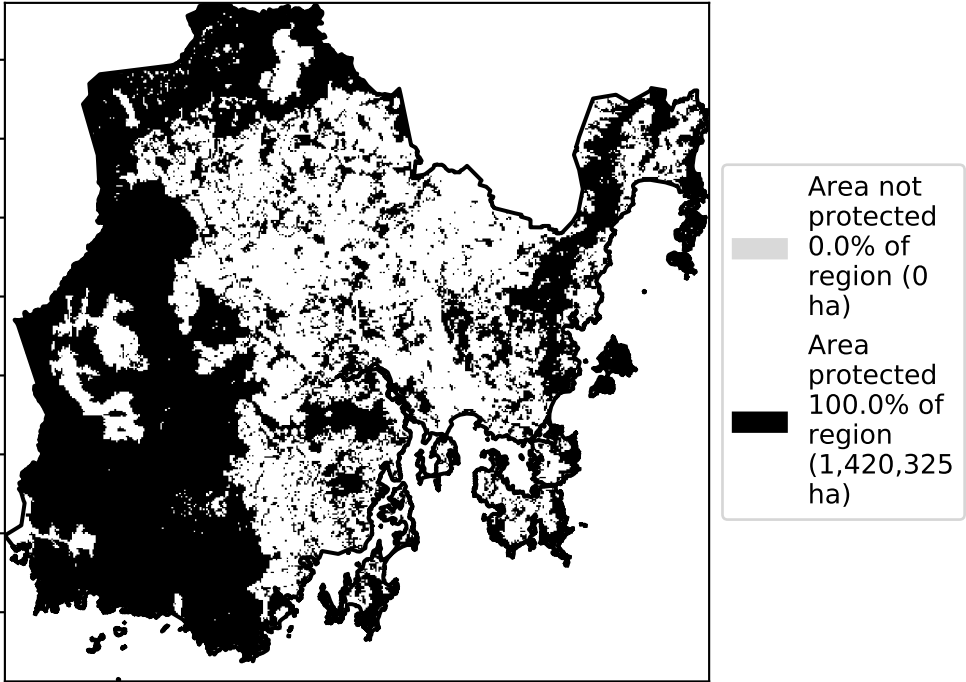 Area not
protected
0.0% of
region (0
ha)
Area
protected
100.0% of
region
(1,420,325
ha)